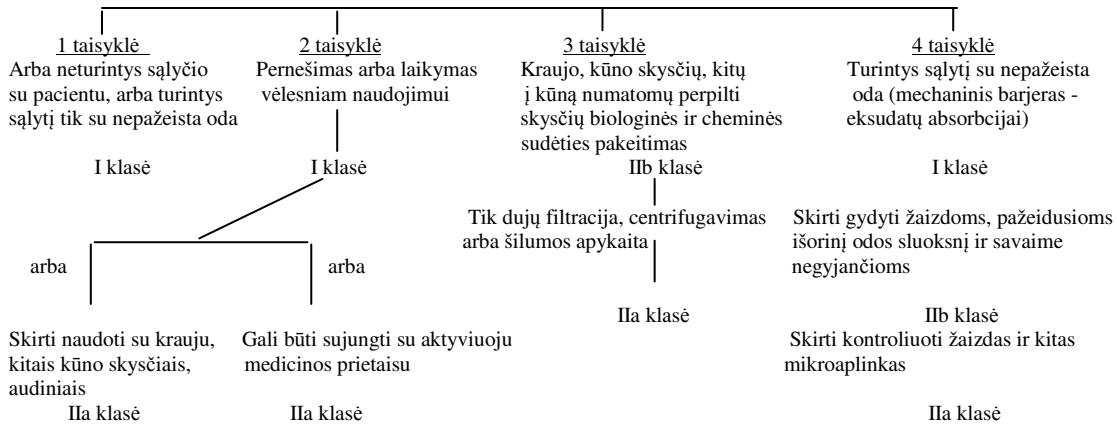 1 taisyklė
Arba neturintys sąlyčio
su pacientu, arba turintys
sąlytį tik su nepažeista oda
I klasė
2 taisyklė
Pernešimas arba laikymas
vėlesniam naudojimui
I klasė
arba
Skirti naudoti su krauju,
kitais kūno skysčiais,
audiniais
IIa klasė
arba
Gali būti sujungti su aktyviuoju
medicinos prietaisu
IIa klasė
3 taisyklė
Kraujo, kūno skysčių, kitų
į kūną numatomų perpilti
skysčių biologinės ir cheminės
sudėties pakeitimas
IIb klasė
Tik dujų filtracija, centrifugavimas
arba šilumos apykaita
IIa klasė
4 taisyklė
Turintys sąlytį su nepažeista
oda (mechaninis barjeras -
eksudatų absorbcijai)
I klasė
Skirti gydyti žaizdoms, pažeidusioms
išorinį odos sluoksnį ir savaime
negyjančioms
IIb klasė
Skirti kontroliuoti žaizdas ir kitas
mikroaplinkas
IIa klasė